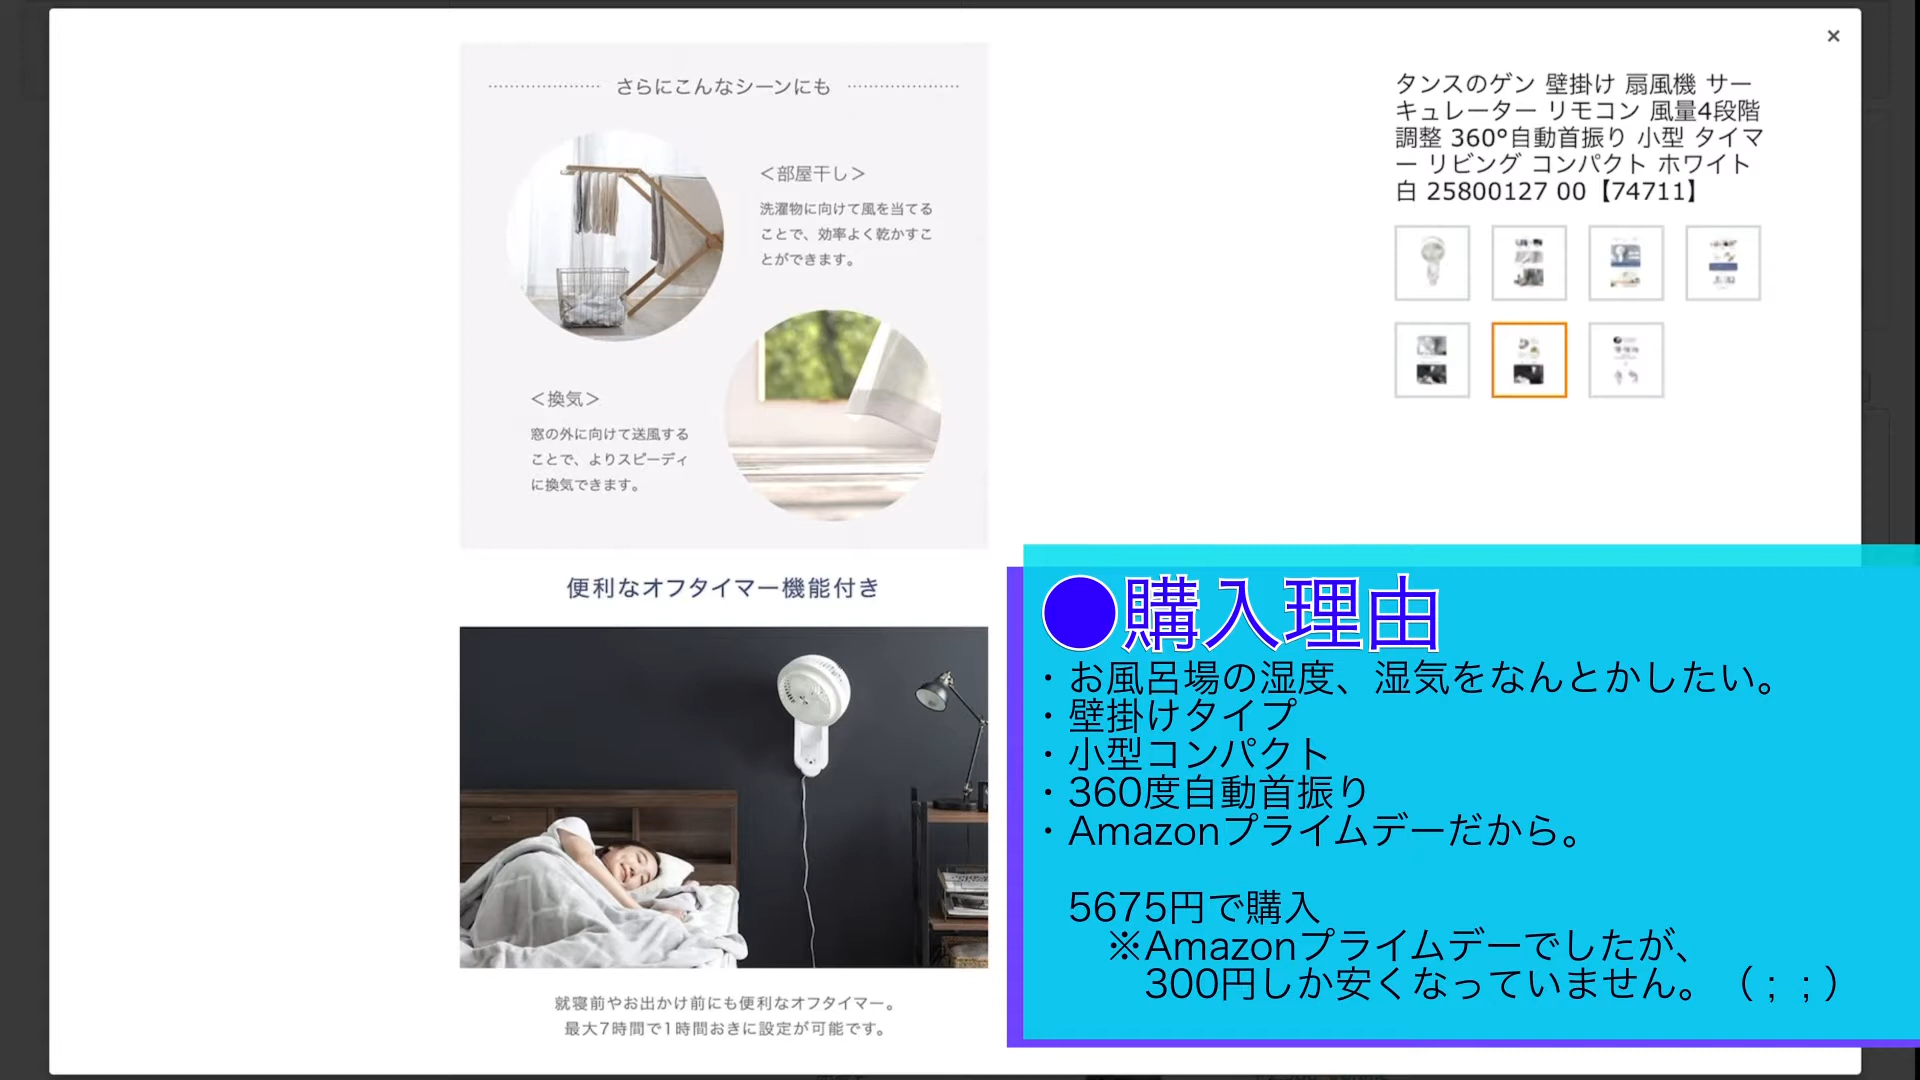 さらにこんなシーンにも
＜部屋干し＞
洗濯物に向けて風を当てる
ことで、効率よく乾かすこ
とができます。
＜換気＞
窓の外に向けて送風する
ことで、よりスピーディ
に換気できます。
便利なオフタイマー機能付き
就寝前やお出かけ前にも便利なオフタイマー。
最大7時間で1時間おきに設定が可能です。
×
タンスのゲン 壁掛け 扇風機 サー
キュレーター リモコン 風量4段階
調整 360°自動首振り 小型 タイマ
ー リビング コンパクト ホワイト
白 25800127 00【74711】
●購入理由
・お風呂場の湿度、湿気をなんとかしたい。
・壁掛けタイプ
・小型コンパクト
・360度自動首振り
・Amazonプライムデーだから。
5675円で購入
※Amazonプライムデーでしたが、
300円しか安くなっていません。（；；）